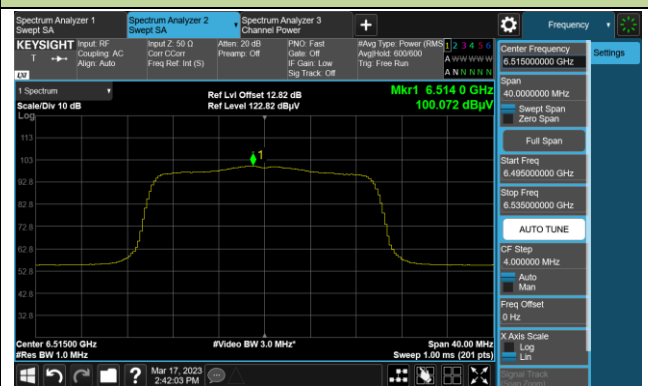 Spectrum Analyzer 1
Swept SA
Spectrum Analyzer 2
Swept SA
Spectrum Analyzer 3
Channel Power
Frequency
KEYSIGHT
Input: RF
Coupling: AC
Align: Auto
Input Z: 50 Ω
Corr CCorr
Freq Ref: Int (S)
Atten: 20 dB
Preamp: Off
PNO: Fast
Gate: Off
IF Gain: Low
Sig Track: Off
#Avg Type: Power (RMS
Avg|Hold: 600/600
Trig: Free Run
1 2 3 4 5 6
A W W W W W
A N N N N N
T
LXI
Center Frequency
6.515000000 GHz
Settings
1 Spectrum
Scale/Div 10 dB
Log
Ref Lvl Offset 12.82 dB
Ref Level 122.82 dBµV
Mkr1 6.514 0 GHz
100.072 dBµV
113
103
92.8
82.8
72.8
62.8
52.8
42.8
32.8
1
Span
40.0000000 MHz
Swept Span
Zero Span
Full Span
Start Freq
6.495000000 GHz
Stop Freq
6.535000000 GHz
AUTO TUNE
CF Step
4.000000 MHz
Auto
Man
Freq Offset
0 Hz
X Axis Scale
Log
Lin
Signal Track
(Span Zoom)
Center 6.51500 GHz
#Res BW 1.0 MHz
#Video BW 3.0 MHz*
Span 40.00 MHz
Sweep 1.00 ms (201 pts)
Mar 17, 2023
2:42:03 PM